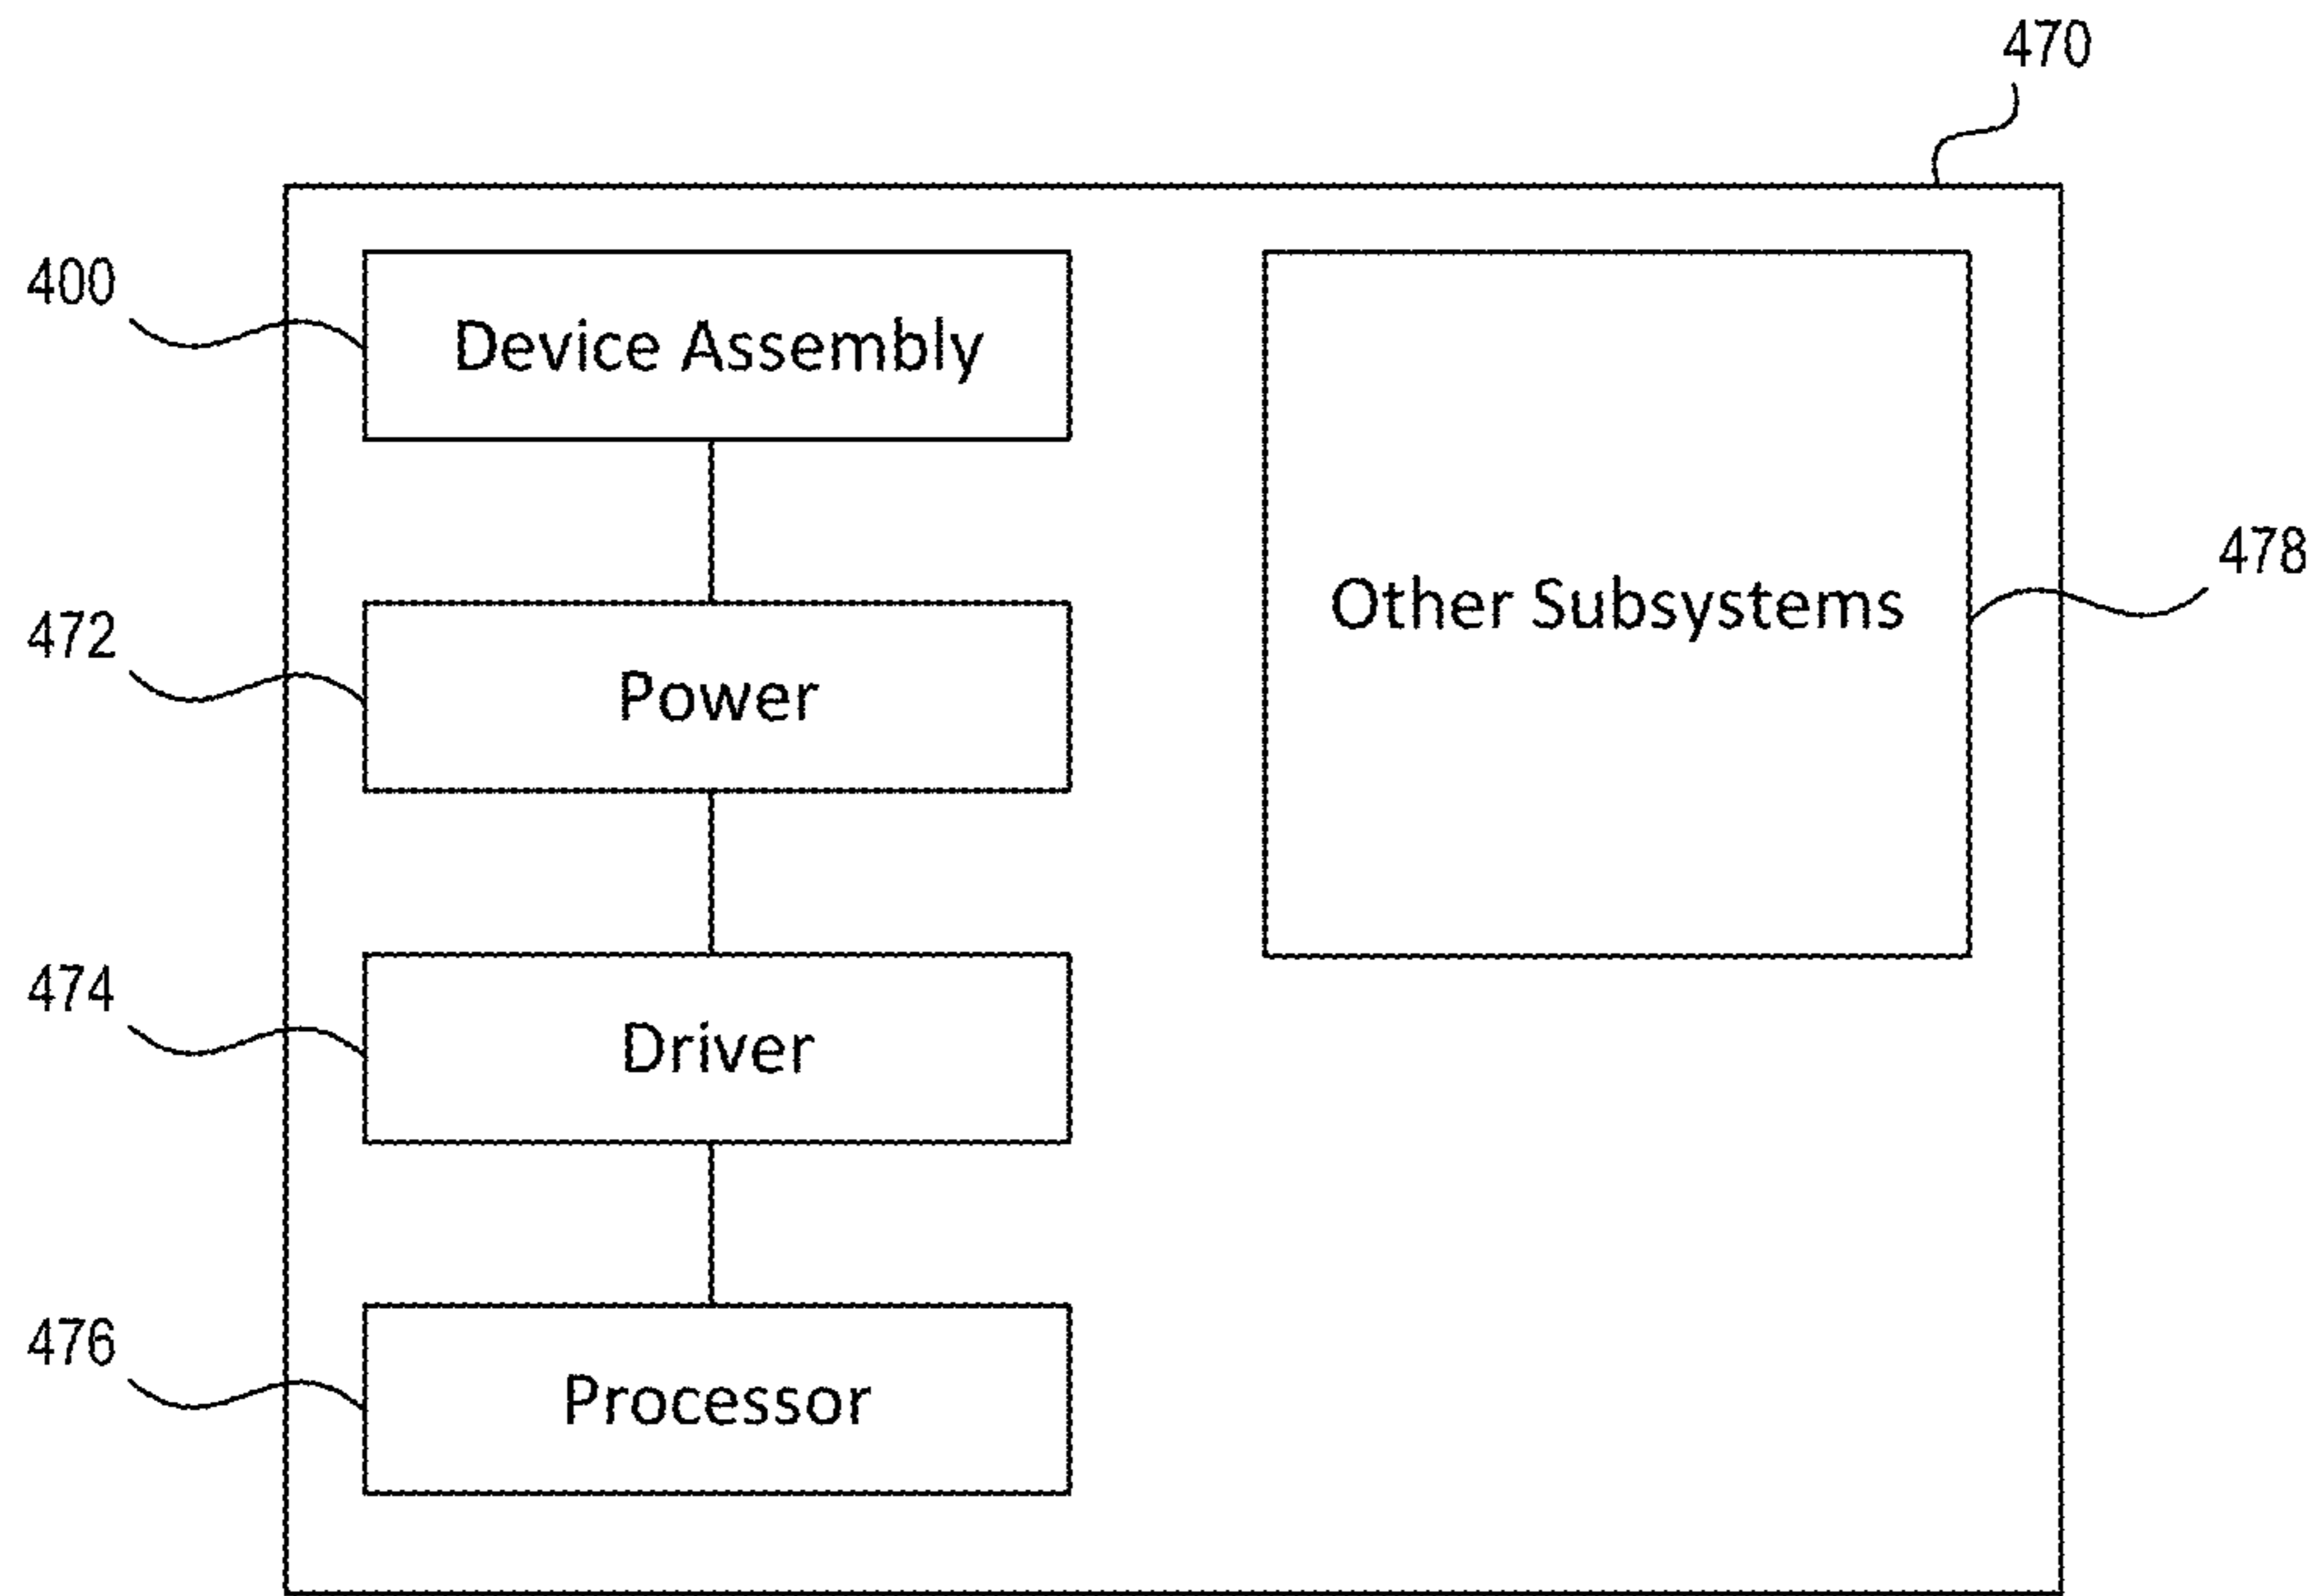 470
400
Device Assembly
478
Other Subsystems
472
Power
474
Driver
476
Processor